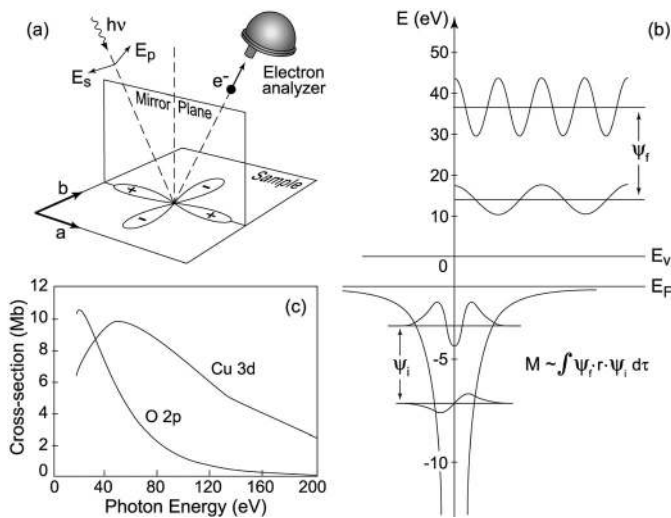 (a)
hν
E_p
E_s
e⁻
Electron
analyzer
Mirror Plane
Sample
b
a
+
-
-
+
Cross-section (Mb)
12
10
8
6
4
2
0
(c)
Cu 3d
O 2p
0 40 80 120 160 200
Photon Energy (eV)
E (eV)
(b)
50
40
30
20
10
0
-5
-10
ψ_f
E_v
E_F
ψ_i
M ~ ∫ ψ_f · r · ψ_i dτ